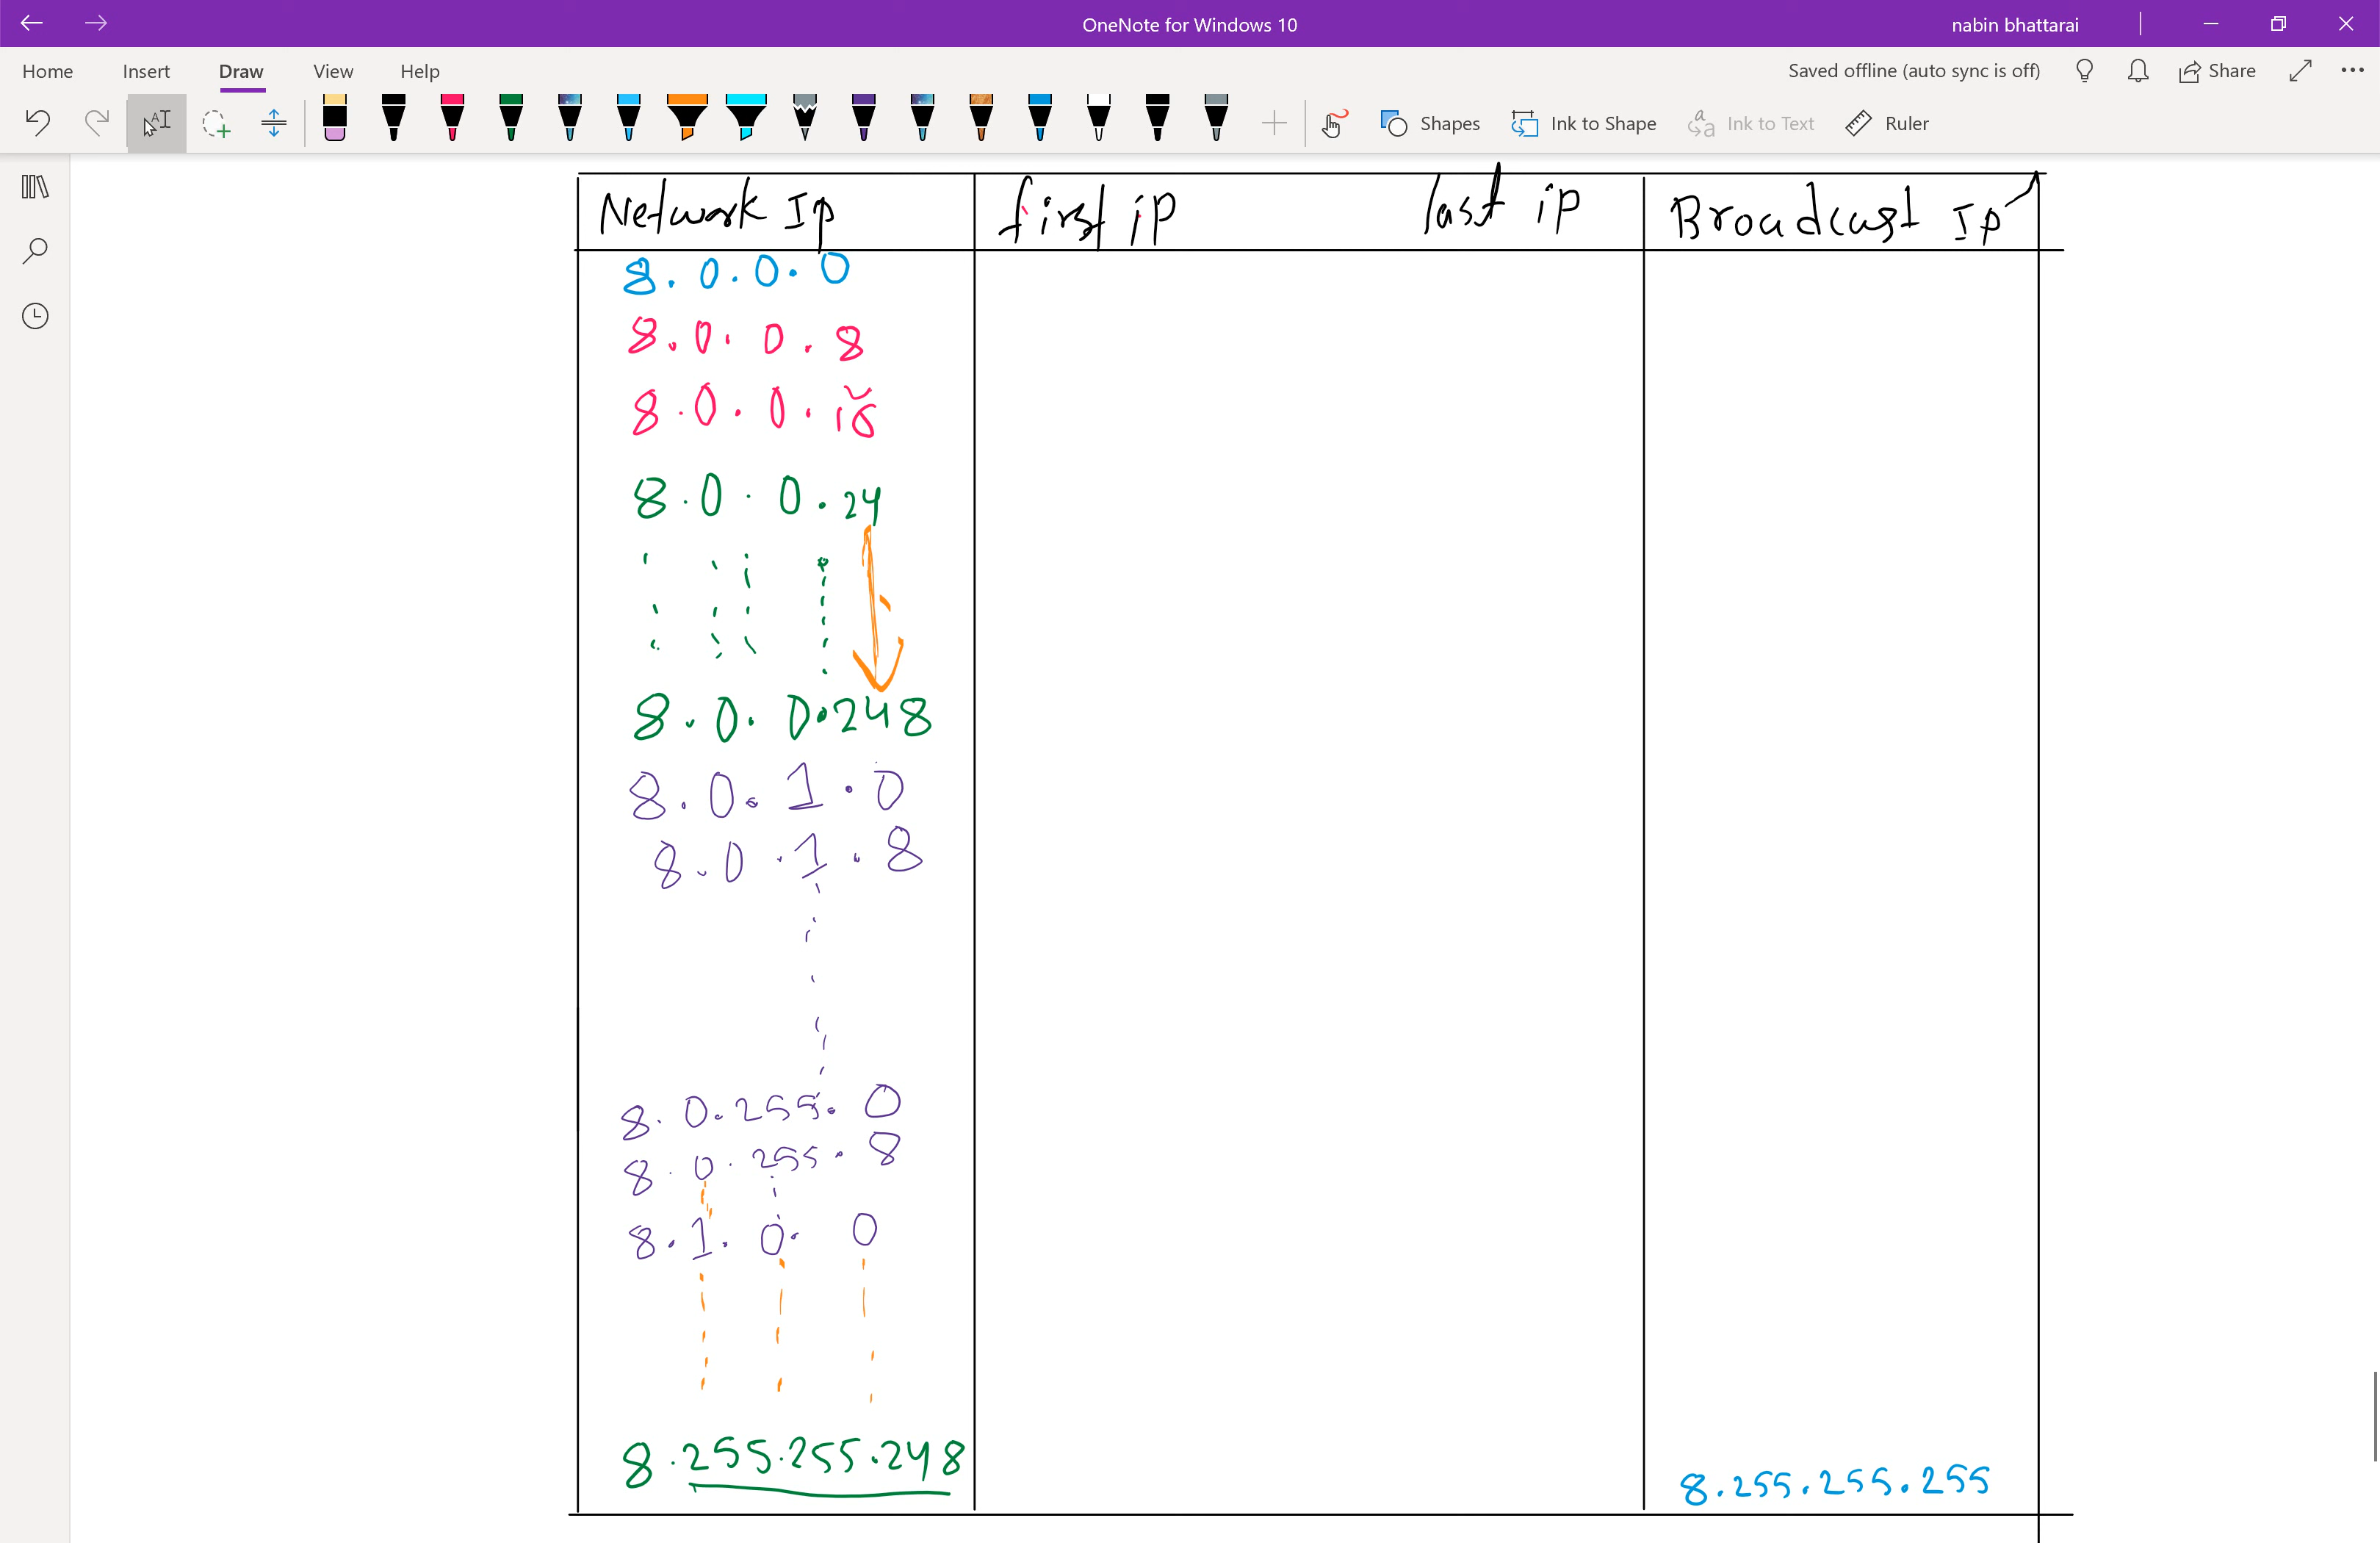 OneNote for Windows 10
nabin bhattarai
Home Insert Draw View Help
Saved offline (auto sync is off)
Share
Shapes
Ink to Shape
Ink to Text
Ruler
Network Ip first ip last ip Broadcast Ip
8.0.0.0
8.0.0.8
8.0.0.16
8.0.0.24
8.0.0.248
8.0.1.0
8.0.1.8
8.0.255.0
8.0.255.8
8.1.0.0
8.255.255.248
8.255.255.255